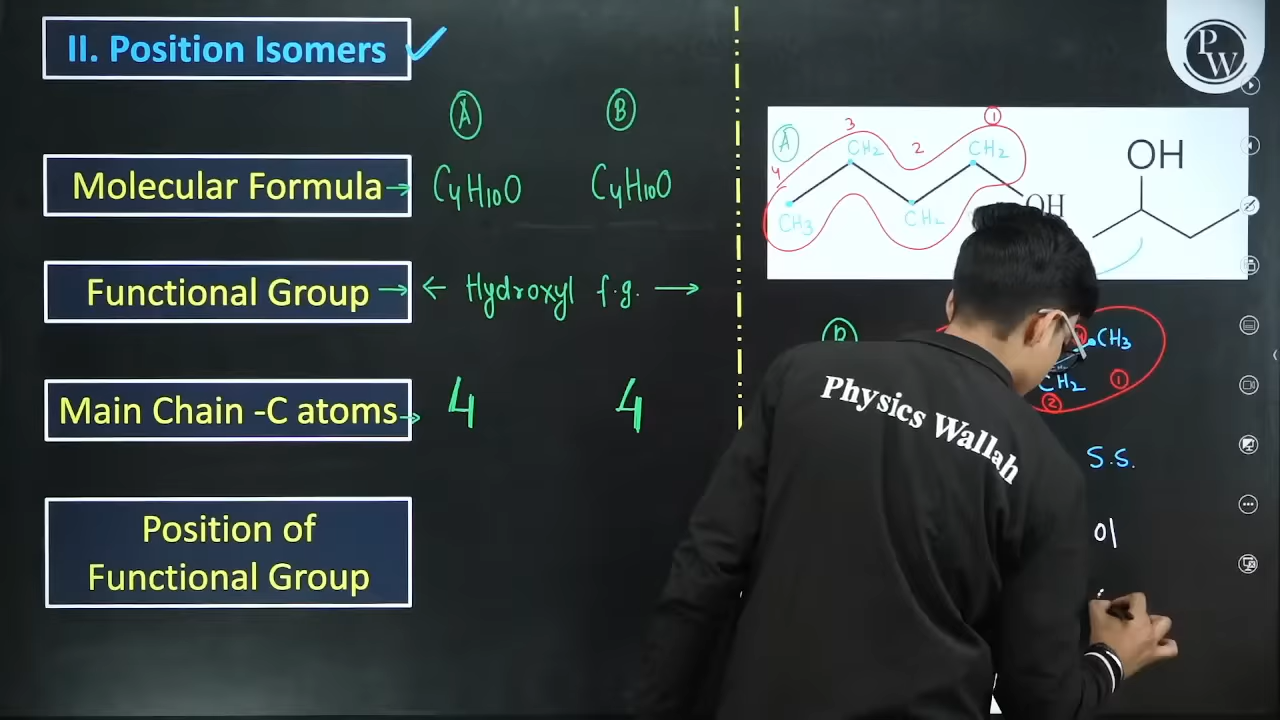 II. Position Isomers
A B
Molecular Formula → C4H10O C4H10O
Functional Group → ← Hydroxyl f.g. →
Main Chain -C atoms → 4 4
Position of
Functional Group
PW
A 4 3 2 1
CH3 CH2 CH2 CH2 OH
OH
B
CH3
CH2 1
2
S.S.
ol
Physics Wallah